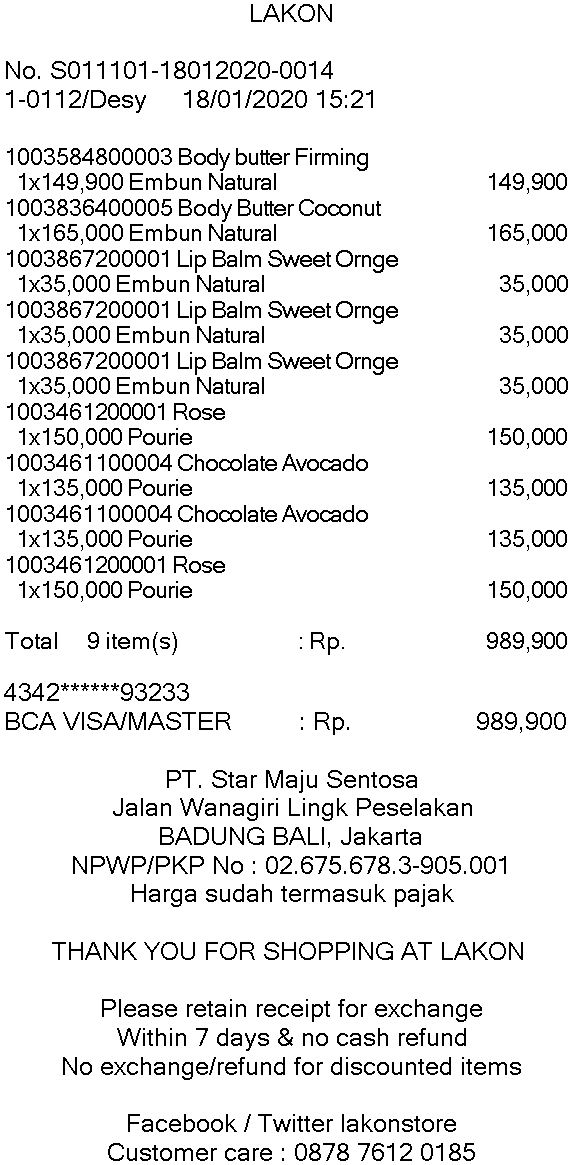 LAKON
No. S011101-18012020-0014
1-0112/Desy 18/01/2020 15:21
1003584800003 Body butter Firming
1x149,900 Embun Natural 149,900
1003836400005 Body Butter Coconut
1x165,000 Embun Natural 165,000
1003867200001 Lip Balm Sweet Ornge
1x35,000 Embun Natural 35,000
1003867200001 Lip Balm Sweet Ornge
1x35,000 Embun Natural 35,000
1003867200001 Lip Balm Sweet Ornge
1x35,000 Embun Natural 35,000
1003461200001 Rose
1x150,000 Pourie 150,000
1003461100004 Chocolate Avocado
1x135,000 Pourie 135,000
1003461100004 Chocolate Avocado
1x135,000 Pourie 135,000
1003461200001 Rose
1x150,000 Pourie 150,000
Total 9 item(s) : Rp. 989,900
4342******93233
BCA VISA/MASTER : Rp. 989,900
PT. Star Maju Sentosa
Jalan Wanagiri Lingk Peselakan
BADUNG BALI, Jakarta
NPWP/PKP No : 02.675.678.3-905.001
Harga sudah termasuk pajak
THANK YOU FOR SHOPPING AT LAKON
Please retain receipt for exchange
Within 7 days & no cash refund
No exchange/refund for discounted items
Facebook / Twitter lakonstore
Customer care : 0878 7612 0185